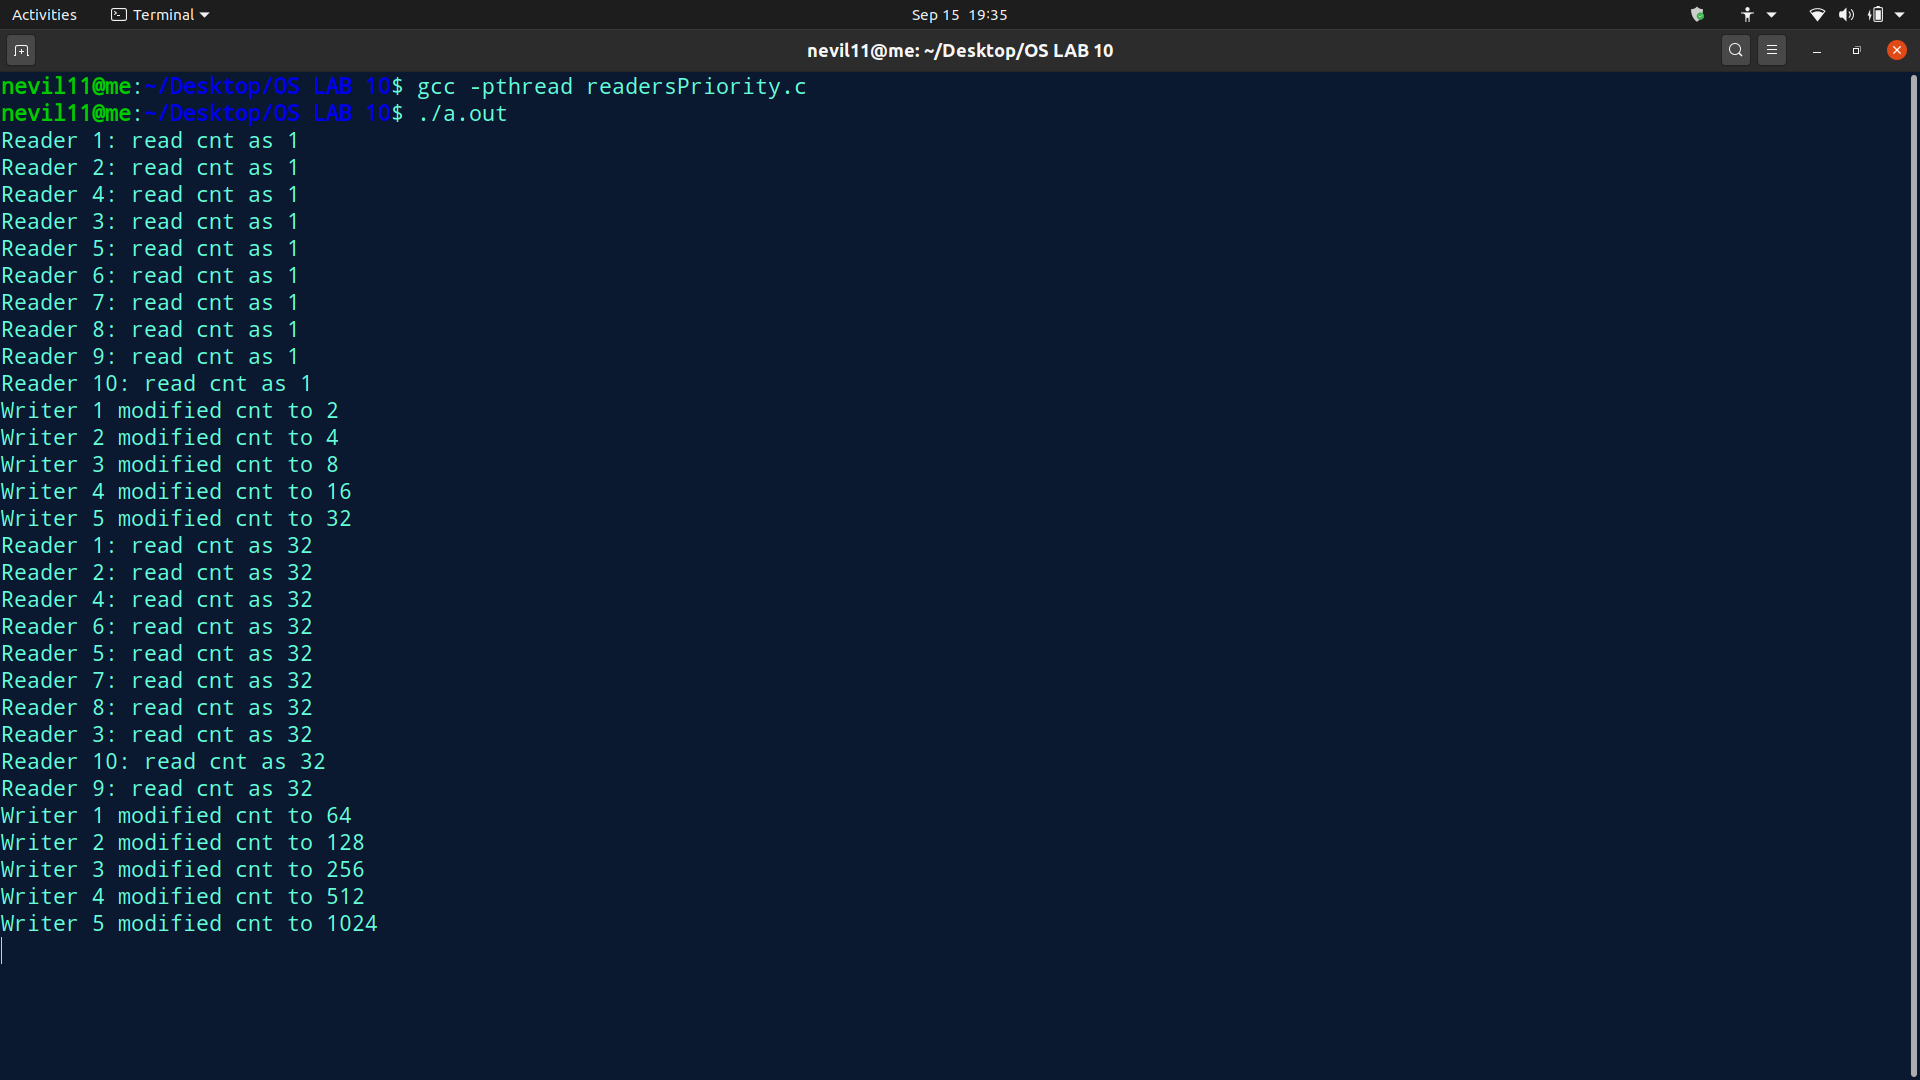 Activities Terminal Sep 15 19:35
nevil11@me: ~/Desktop/OS LAB 10
nevil11@me:~/Desktop/OS LAB 10$ gcc -pthread readersPriority.c
nevil11@me:~/Desktop/OS LAB 10$ ./a.out
Reader 1: read cnt as 1
Reader 2: read cnt as 1
Reader 4: read cnt as 1
Reader 3: read cnt as 1
Reader 5: read cnt as 1
Reader 6: read cnt as 1
Reader 7: read cnt as 1
Reader 8: read cnt as 1
Reader 9: read cnt as 1
Reader 10: read cnt as 1
Writer 1 modified cnt to 2
Writer 2 modified cnt to 4
Writer 3 modified cnt to 8
Writer 4 modified cnt to 16
Writer 5 modified cnt to 32
Reader 1: read cnt as 32
Reader 2: read cnt as 32
Reader 4: read cnt as 32
Reader 6: read cnt as 32
Reader 5: read cnt as 32
Reader 7: read cnt as 32
Reader 8: read cnt as 32
Reader 3: read cnt as 32
Reader 10: read cnt as 32
Reader 9: read cnt as 32
Writer 1 modified cnt to 64
Writer 2 modified cnt to 128
Writer 3 modified cnt to 256
Writer 4 modified cnt to 512
Writer 5 modified cnt to 1024